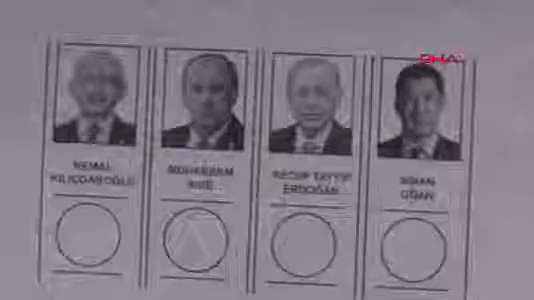 DHA
KEMAL
KILIÇDAROĞLU
MUHARREM
İNCE
RECEP TAYYİP
ERDOĞAN
SİNAN
OĞAN